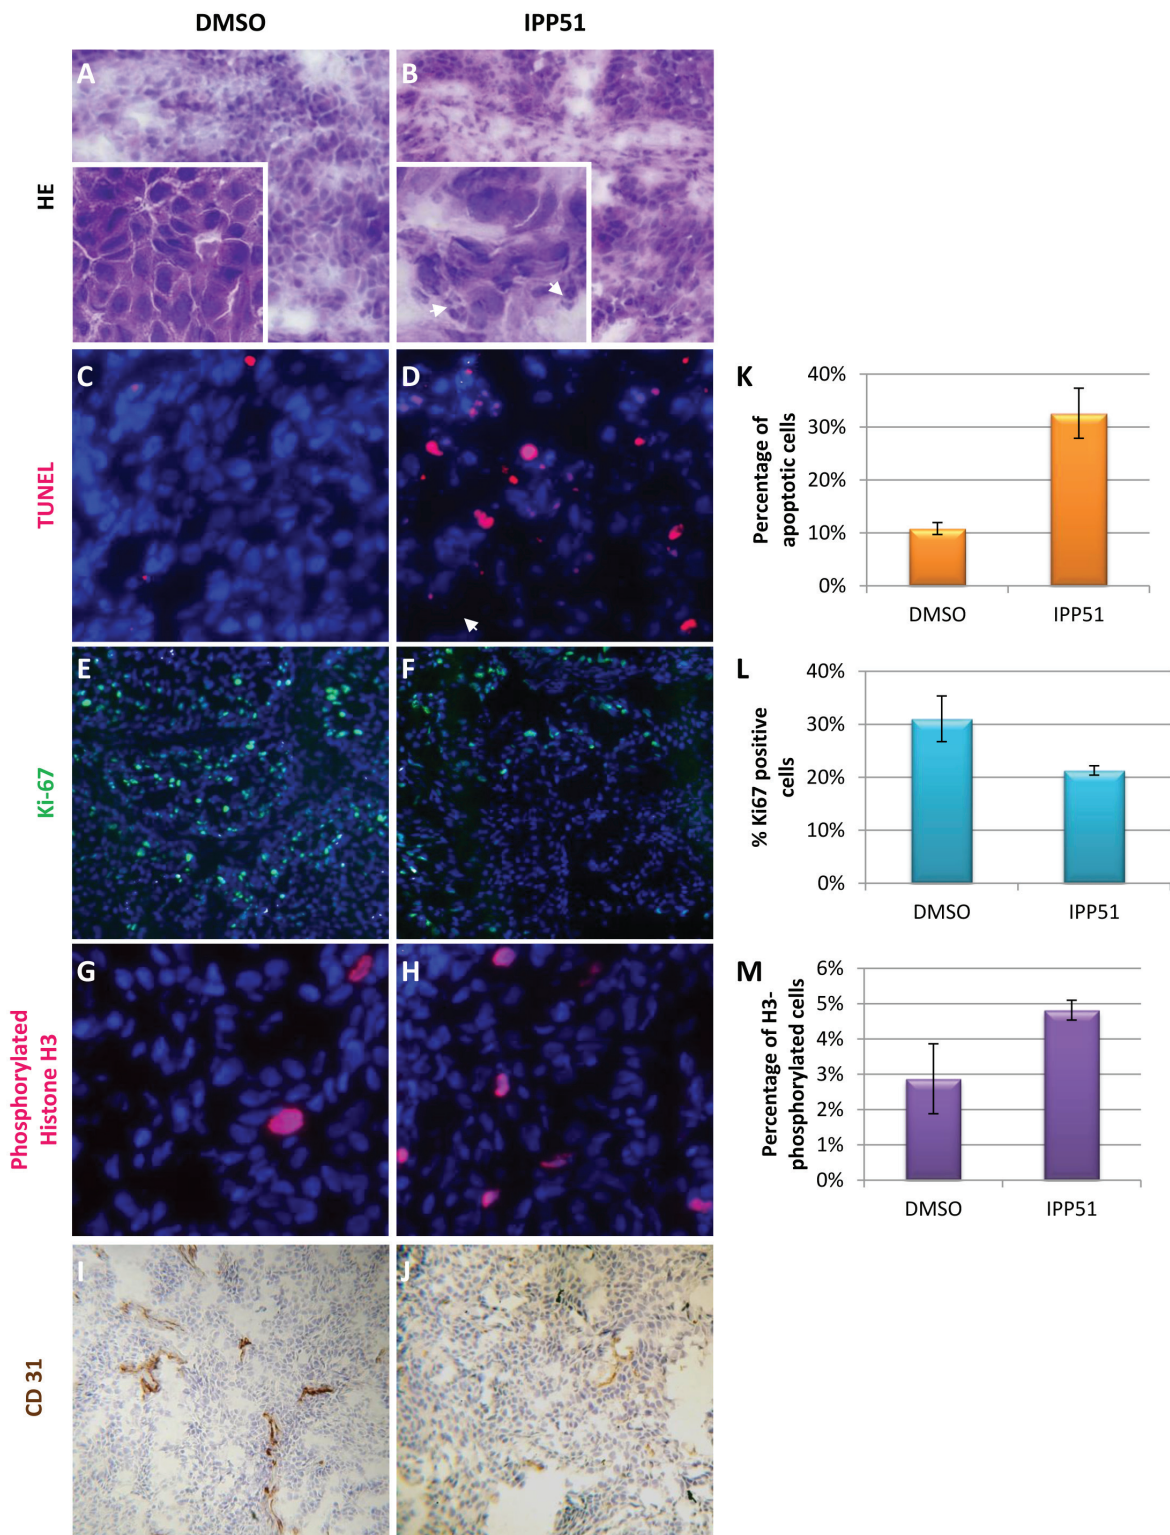 DMSO
IPP51
HE
A
B
TUNEL
C
D
K
Percentage of
apoptotic cells
40%
30%
20%
10%
0%
DMSO
IPP51
Ki-67
E
F
L
% Ki67 positive
cells
40%
30%
20%
10%
0%
DMSO
IPP51
Phosphorylated
Histone H3
G
H
M
Percentage of H3-
phosphorylated cells
6%
5%
4%
3%
2%
1%
0%
DMSO
IPP51
CD 31
I
J